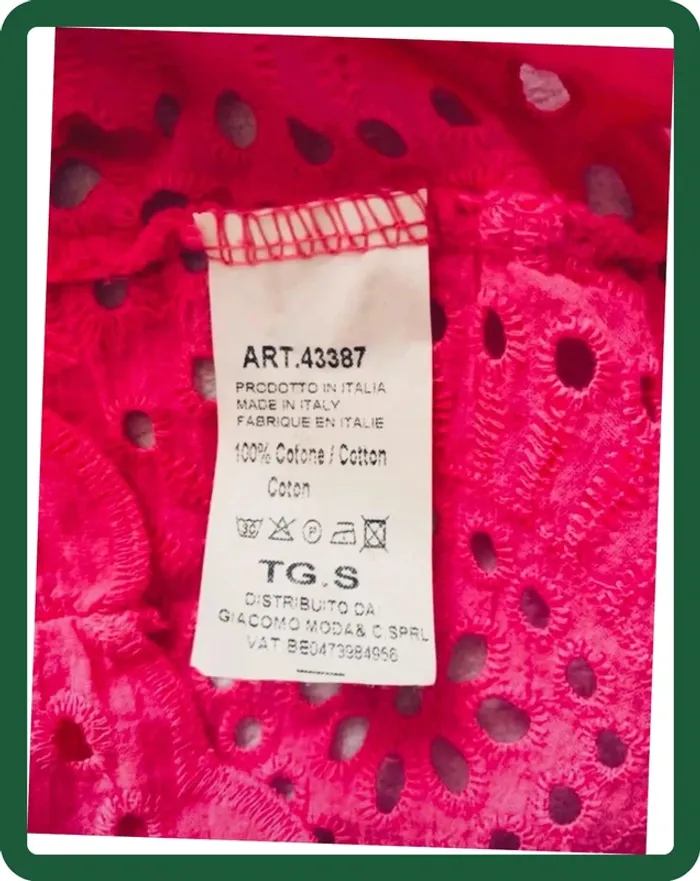 ART.43387
PRODOTTO IN ITALIA
MADE IN ITALY
FABRIQUE EN ITALIE
100% Cotone / Cotton
Coton
30
P
TG.S
DISTRIBUITO DA
GIACOMO MODA& C SPRL
VAT BE0473984956